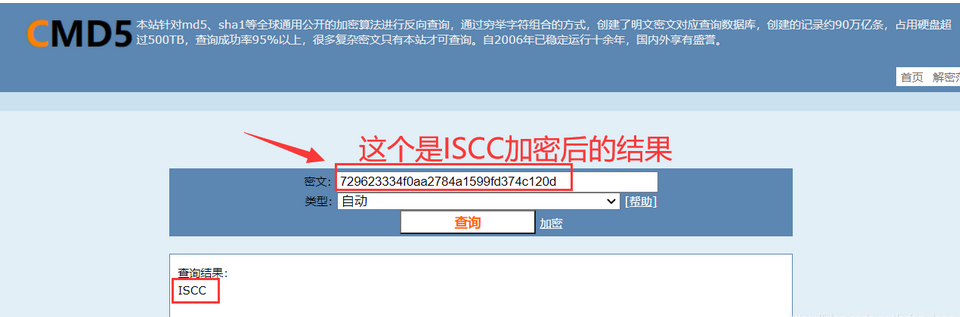 CMD5
本站针对md5、sha1等全球通用公开的加密算法进行反向查询，通过穷举字符组合的方式，创建了明文密文对应查询数据库，创建的记录约90万亿条，占用硬盘超
过500TB，查询成功率95%以上，很多复杂密文只有本站才可查询。自2006年已稳定运行十余年，国内外享有盛誉。
首页 解密范
这个是ISCC加密后的结果
密文: 729623334f0aa2784a1599fd374c120d
类型: 自动 [帮助]
查询 加密
查询结果:
ISCC